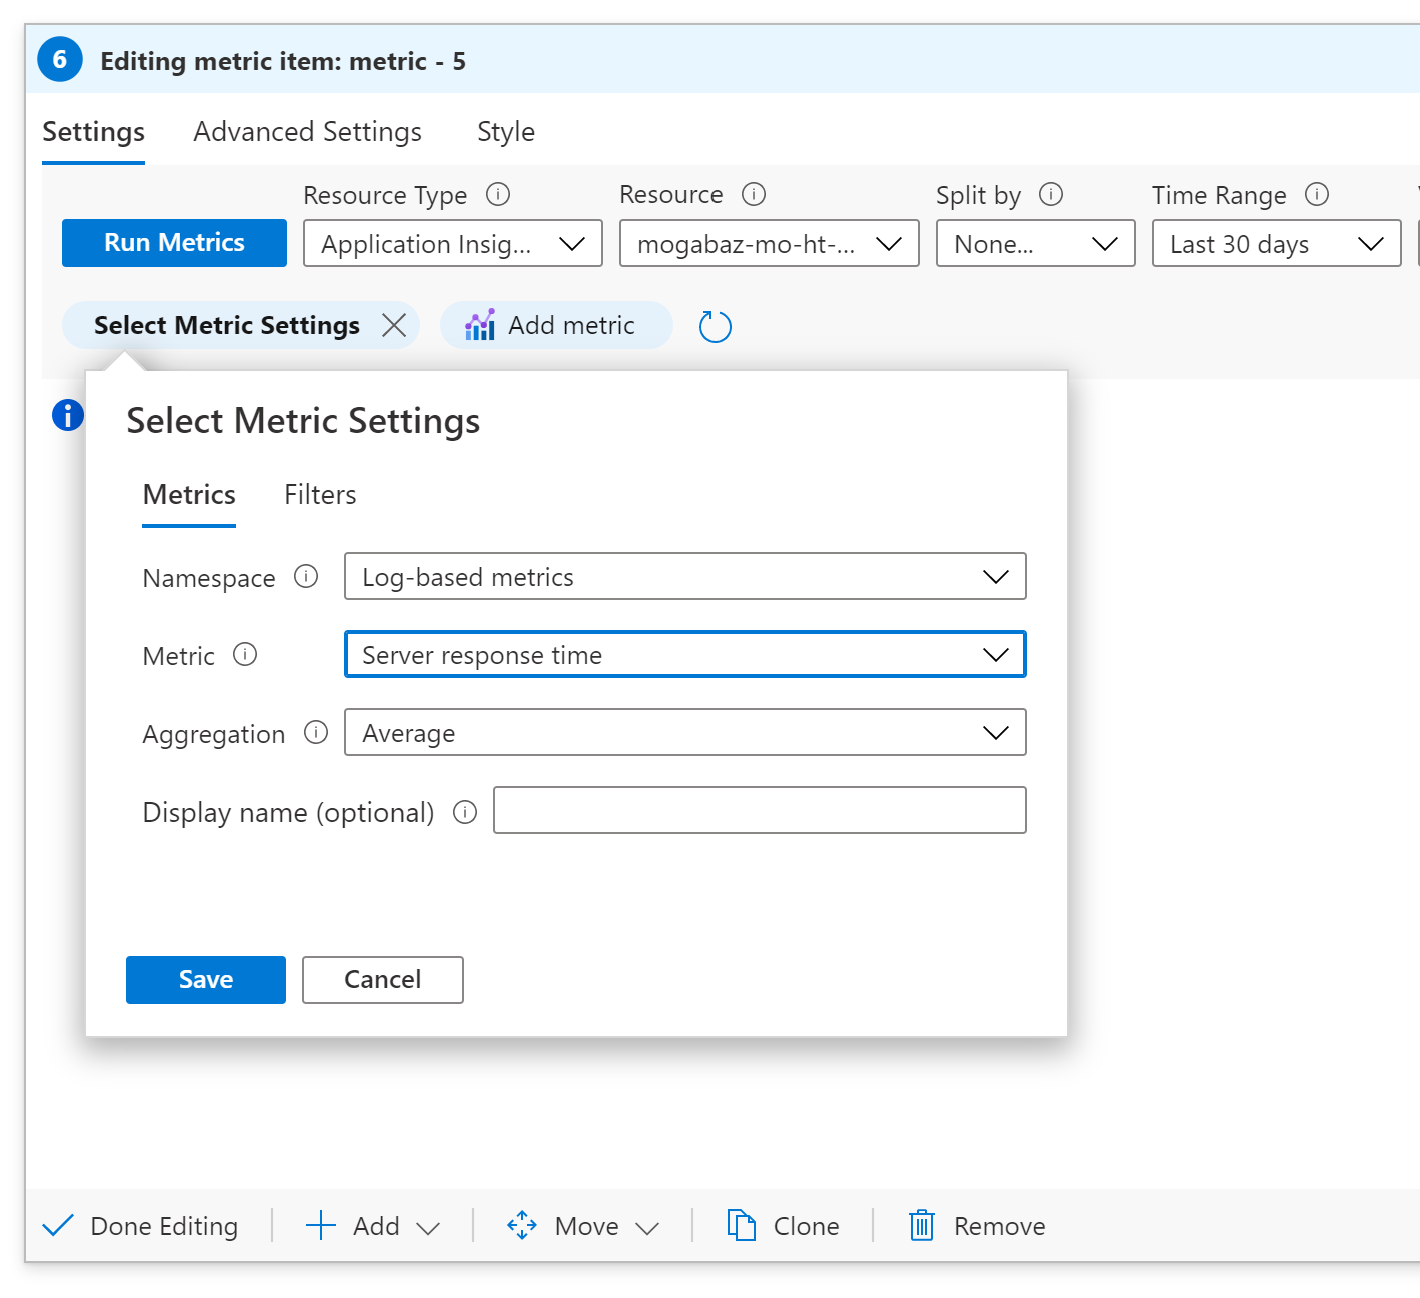 6 Editing metric item: metric - 5
Settings Advanced Settings Style
Resource Type Resource Split by Time Range
Run Metrics Application Insig... mogabaz-mo-ht-... None... Last 30 days
Select Metric Settings Add metric
Select Metric Settings
Metrics Filters
Namespace Log-based metrics
Metric Server response time
Aggregation Average
Display name (optional)
Save Cancel
Done Editing Add Move Clone Remove